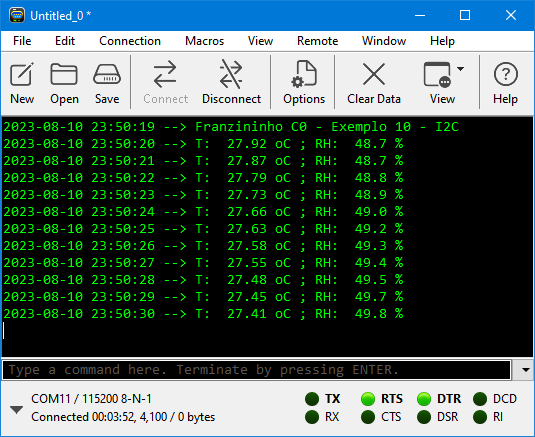 Untitled_0 *
File Edit Connection Macros View Remote Window Help
New Open Save Connect Disconnect Options Clear Data View Help
2023-08-10 23:50:19 --> Franzininho C0 - Exemplo 10 - I2C
2023-08-10 23:50:20 --> T:  27.92 oC ; RH:  48.7 %
2023-08-10 23:50:21 --> T:  27.87 oC ; RH:  48.7 %
2023-08-10 23:50:22 --> T:  27.79 oC ; RH:  48.8 %
2023-08-10 23:50:23 --> T:  27.73 oC ; RH:  48.9 %
2023-08-10 23:50:24 --> T:  27.66 oC ; RH:  49.0 %
2023-08-10 23:50:25 --> T:  27.63 oC ; RH:  49.2 %
2023-08-10 23:50:26 --> T:  27.58 oC ; RH:  49.3 %
2023-08-10 23:50:27 --> T:  27.55 oC ; RH:  49.4 %
2023-08-10 23:50:28 --> T:  27.48 oC ; RH:  49.5 %
2023-08-10 23:50:29 --> T:  27.45 oC ; RH:  49.7 %
2023-08-10 23:50:30 --> T:  27.41 oC ; RH:  49.8 %
Type a command here. Terminate by pressing ENTER.
COM11 / 115200 8-N-1 TX RTS DTR DCD
Connected 00:03:52, 4,100 / 0 bytes RX CTS DSR RI